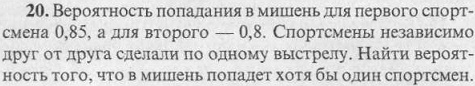 20. Вероятность попадания в мишень для первого спорт-
смена 0,85, а для второго — 0,8. Спортсмены независимо
друг от друга сделали по одному выстрелу. Найти вероят-
ность того, что в мишень попадет хотя бы один спортсмен.